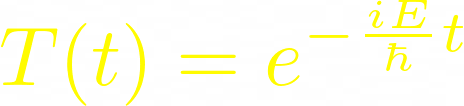 T(t) = e^{-\frac{iE}{\hbar}t}